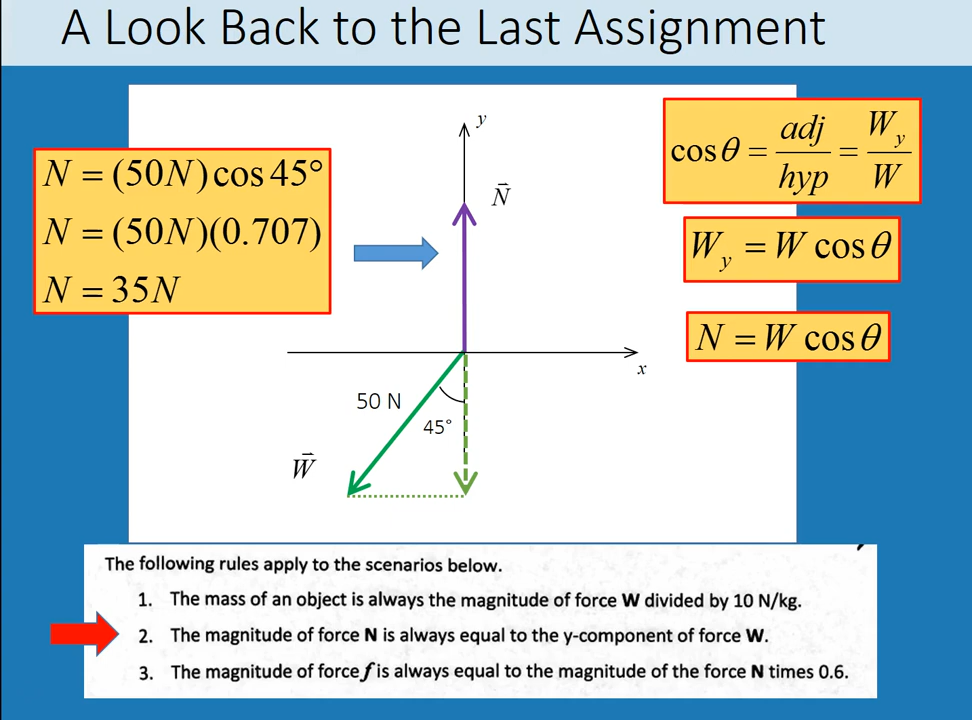 A Look Back to the Last Assignment
N = (50N) cos 45°
N = (50N)(0.707)
N = 35N
y
N⃗
x
50 N
45°
W⃗
cos θ = adj/hyp = W_y/W
W_y = W cos θ
N = W cos θ
The following rules apply to the scenarios below.
1. The mass of an object is always the magnitude of force W divided by 10 N/kg.
2. The magnitude of force N is always equal to the y-component of force W.
3. The magnitude of force f is always equal to the magnitude of the force N times 0.6.